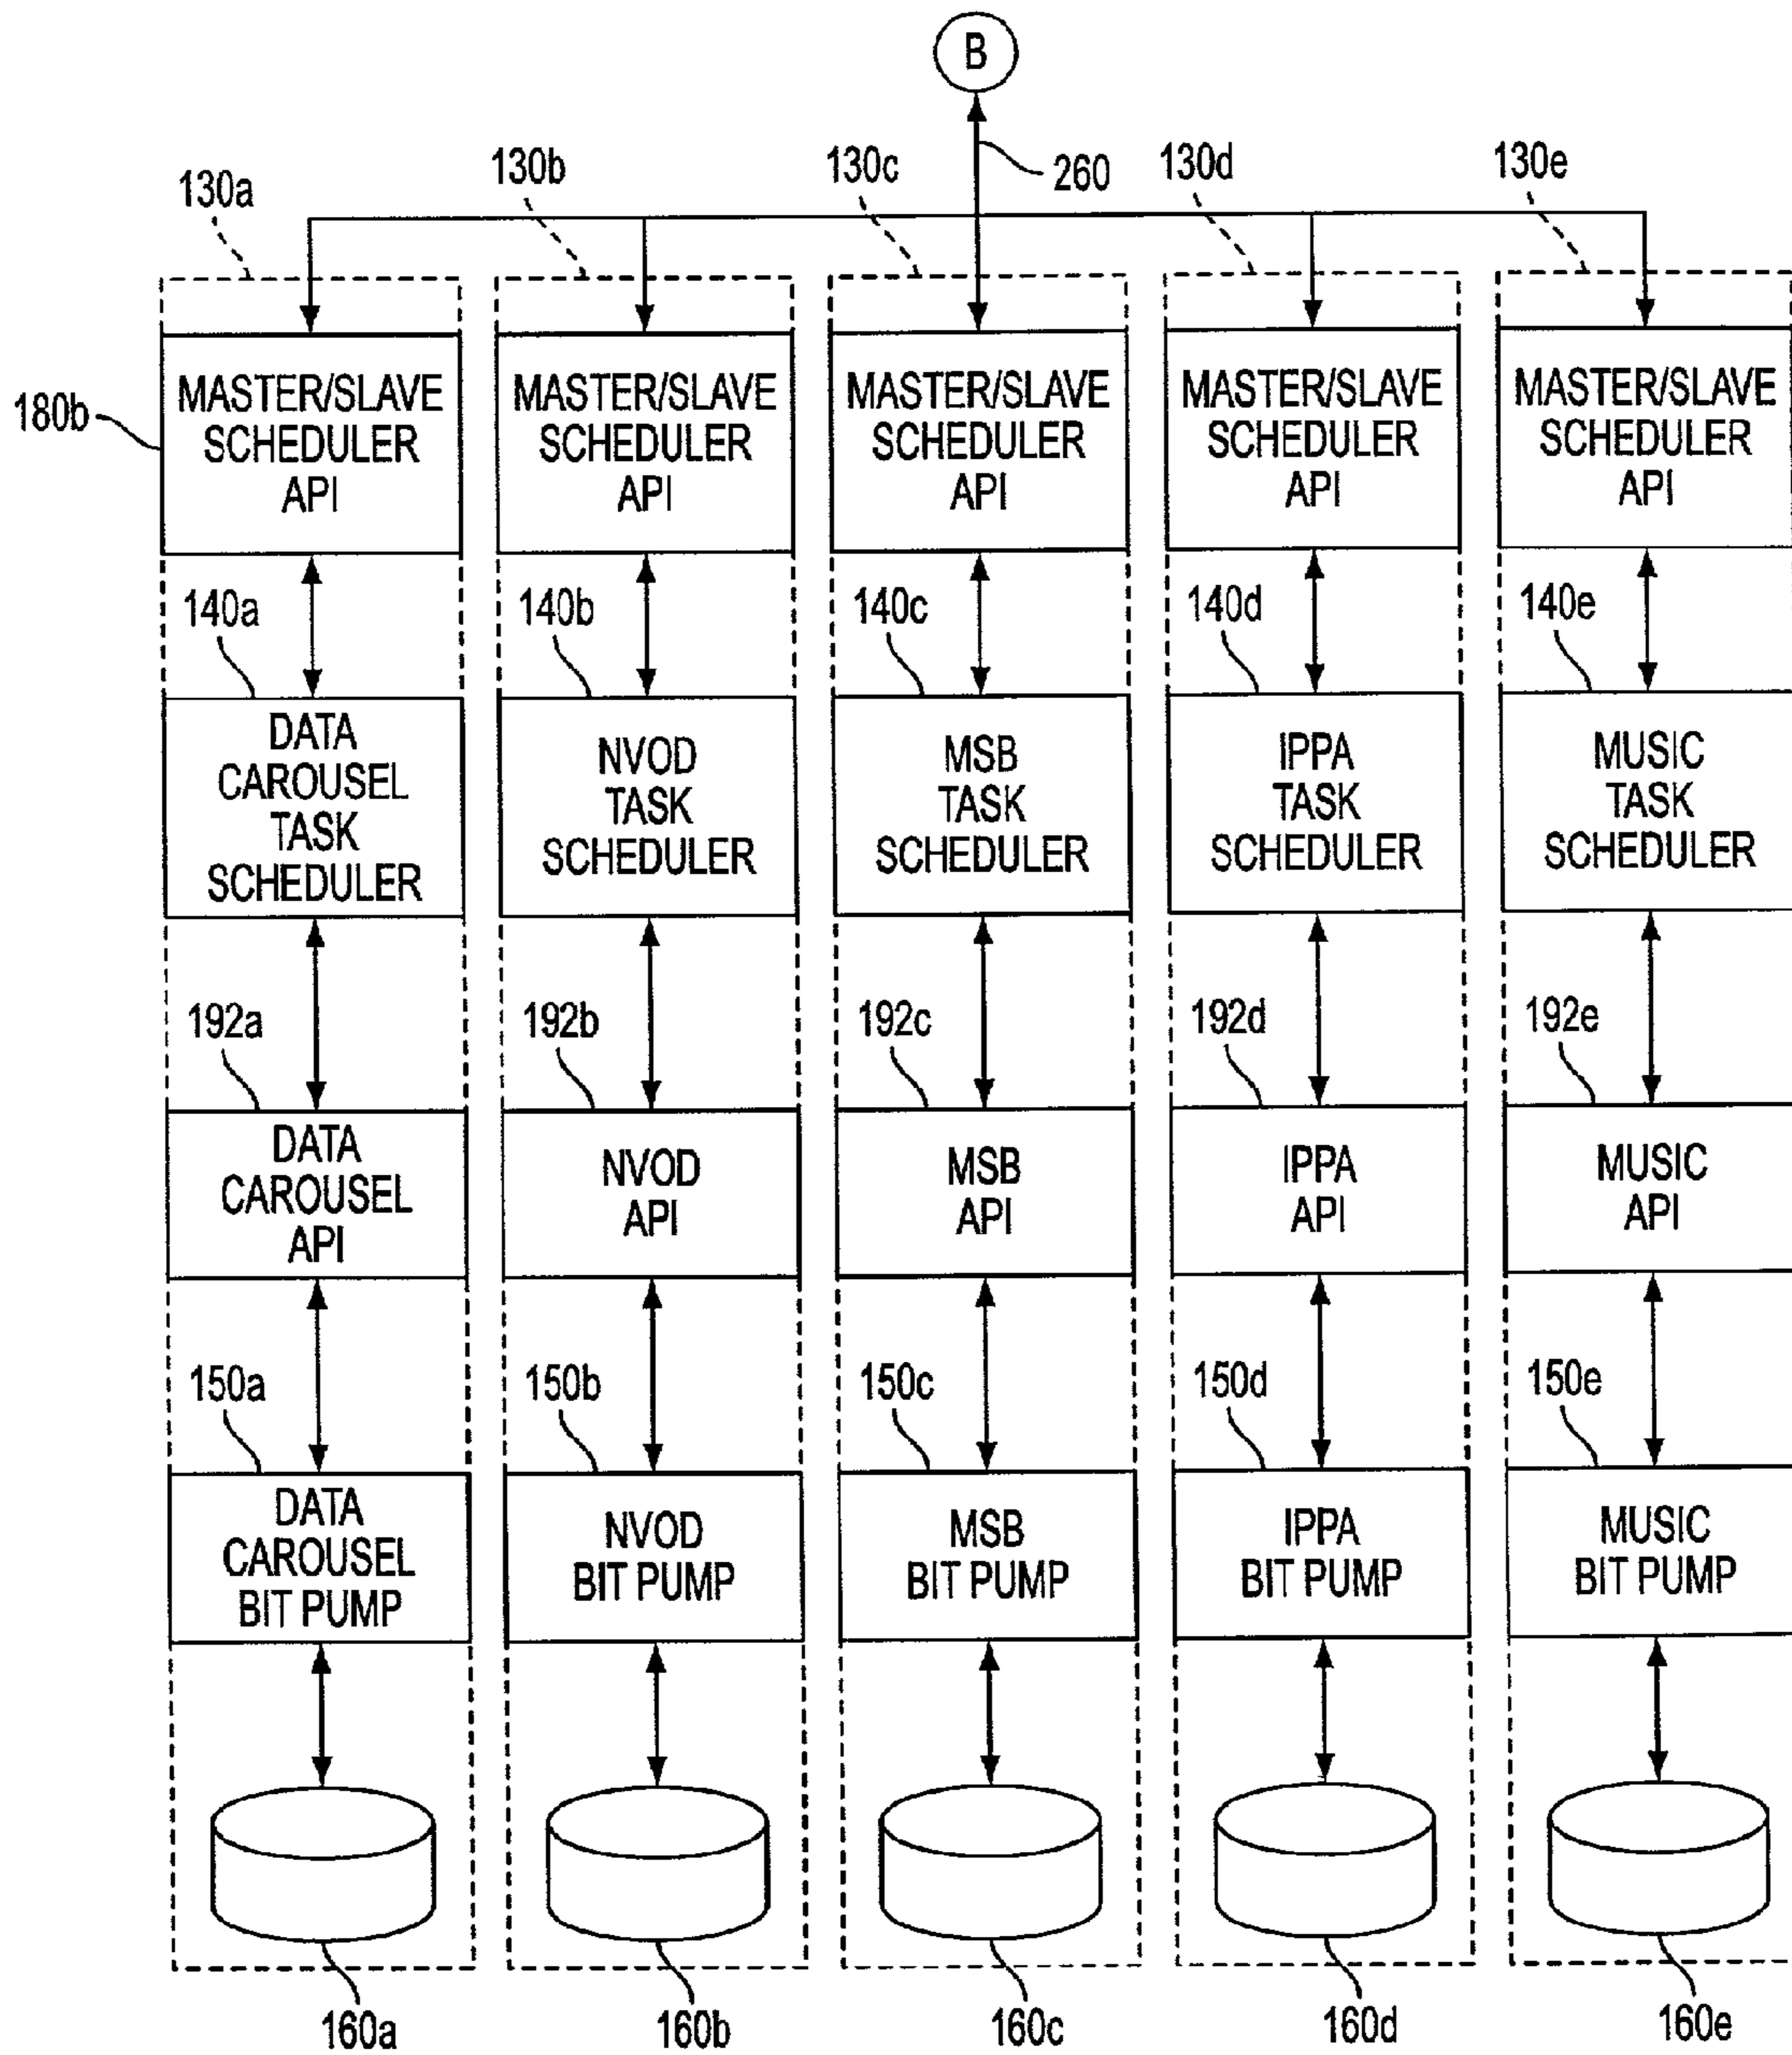 B
260
130a
130b
130c
130d
130e
180b
MASTER/SLAVE
SCHEDULER
API
MASTER/SLAVE
SCHEDULER
API
MASTER/SLAVE
SCHEDULER
API
MASTER/SLAVE
SCHEDULER
API
MASTER/SLAVE
SCHEDULER
API
140a
140b
140c
140d
140e
DATA
CAROUSEL
TASK
SCHEDULER
NVOD
TASK
SCHEDULER
MSB
TASK
SCHEDULER
IPPA
TASK
SCHEDULER
MUSIC
TASK
SCHEDULER
192a
192b
192c
192d
192e
DATA
CAROUSEL
API
NVOD
API
MSB
API
IPPA
API
MUSIC
API
150a
150b
150c
150d
150e
DATA
CAROUSEL
BIT PUMP
NVOD
BIT PUMP
MSB
BIT PUMP
IPPA
BIT PUMP
MUSIC
BIT PUMP
160a
160b
160c
160d
160e